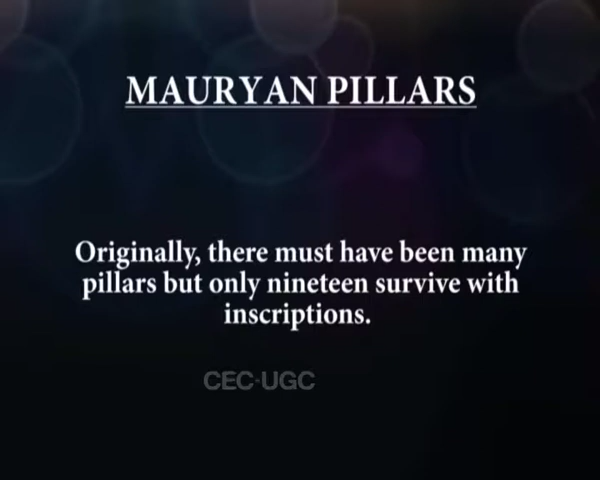 MAURYAN PILLARS
Originally, there must have been many
pillars but only nineteen survive with
inscriptions.
CEC-UGC